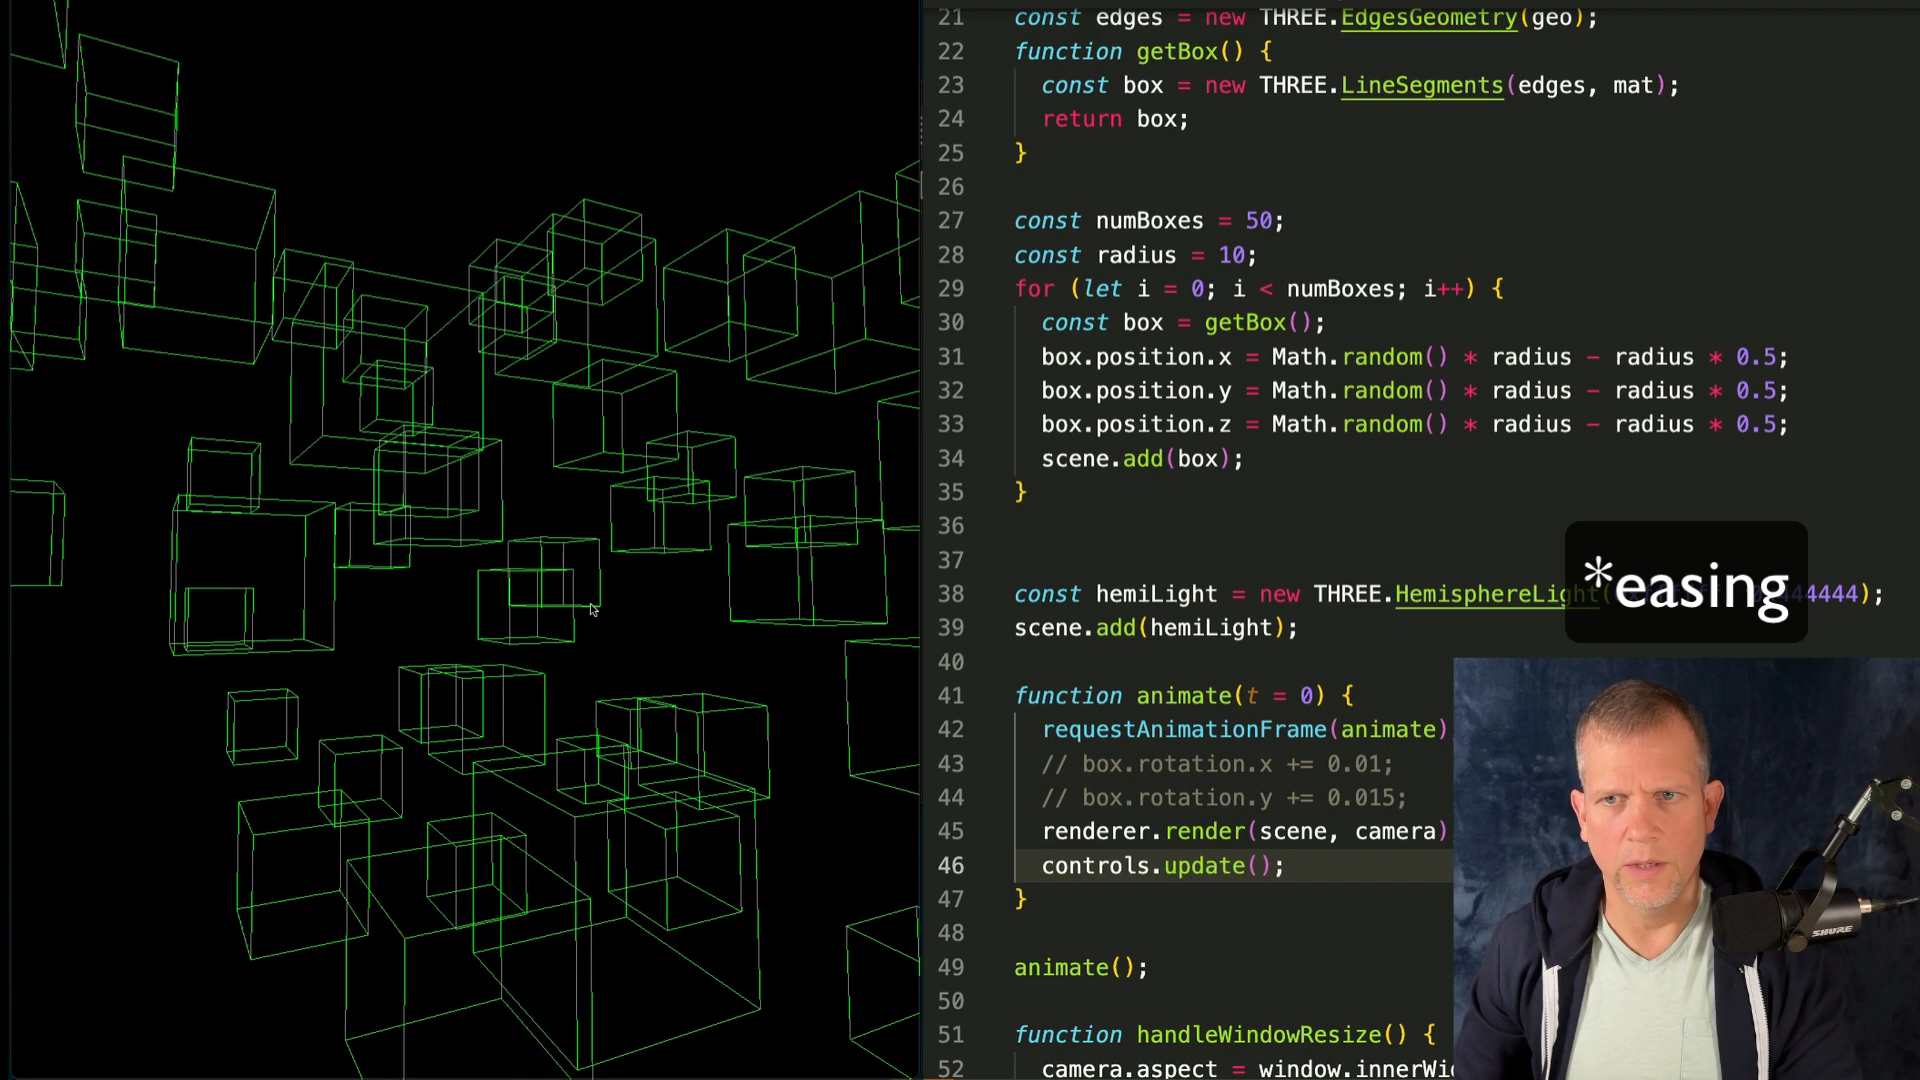 21 const edges = new THREE.EdgesGeometry(geo);
22 function getBox() {
23 const box = new THREE.LineSegments(edges, mat);
24 return box;
25 }
26
27 const numBoxes = 50;
28 const radius = 10;
29 for (let i = 0; i < numBoxes; i++) {
30 const box = getBox();
31 box.position.x = Math.random() * radius - radius * 0.5;
32 box.position.y = Math.random() * radius - radius * 0.5;
33 box.position.z = Math.random() * radius - radius * 0.5;
34 scene.add(box);
35 }
36
37
*easing
38 const hemiLight = new THREE.HemisphereLight( 444444);
39 scene.add(hemiLight);
40
41 function animate(t = 0) {
42 requestAnimationFrame(animate)
43 // box.rotation.x += 0.01;
44 // box.rotation.y += 0.015;
45 renderer.render(scene, camera)
46 controls.update();
47 }
48
49 animate();
50
51 function handleWindowResize() {
52 camera.aspect = window.innerWi
SHURE